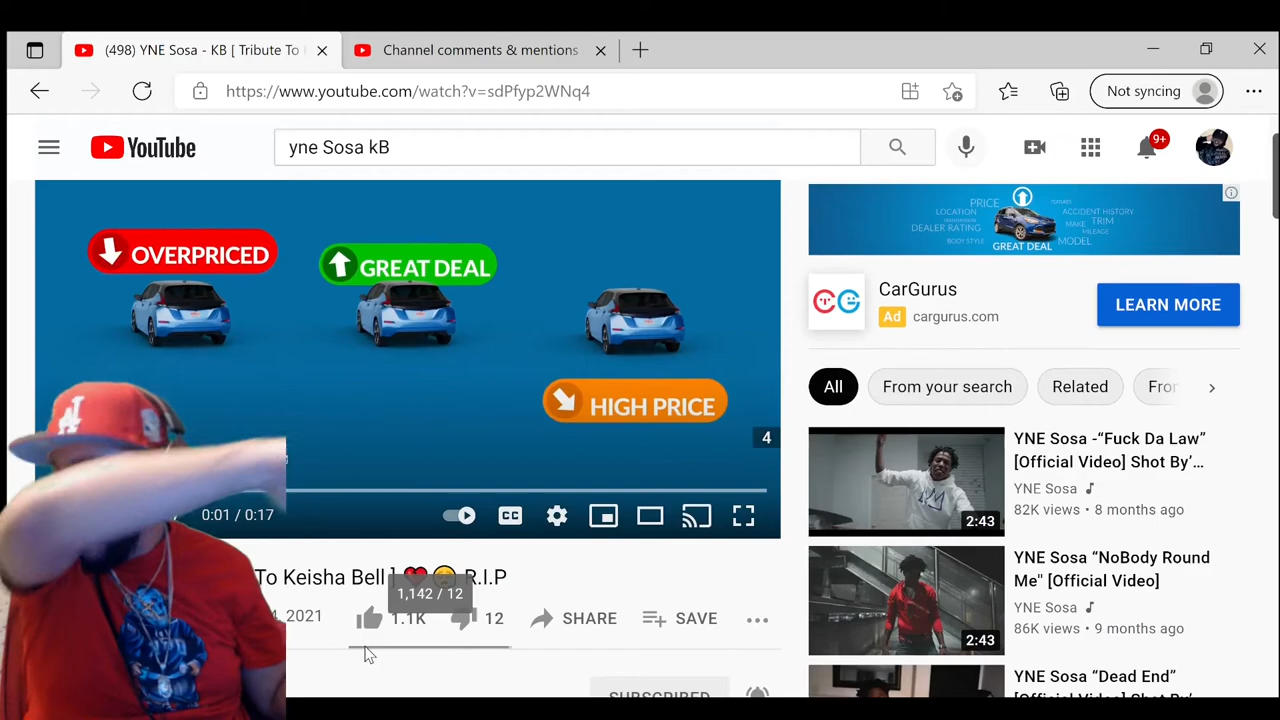 (498) YNE Sosa - KB [ Tribute To
Channel comments & mentions
https://www.youtube.com/watch?v=sdPfyp2WNq4
Not syncing
YouTube
yne Sosa kB
9+
OVERPRICED
GREAT DEAL
HIGH PRICE
4
0:01 / 0:17
CC
To Keisha Bell ] R.I.P
1,142 / 12
, 2021
1.1K
12
SHARE
SAVE
SUBSCRIBED
PRICE
FEATURES
LOCATION
ACCIDENT HISTORY
DEALER RATING
TRIM
MAKE
MILEAGE
BODY STYLE
MODEL
GREAT DEAL
CG
CarGurus
Ad cargurus.com
LEARN MORE
All
From your search
Related
Fro
YNE Sosa -“Fuck Da Law”
[Official Video] Shot By’…
YNE Sosa
82K views • 8 months ago
2:43
YNE Sosa “NoBody Round
Me" [Official Video]
YNE Sosa
86K views • 9 months ago
2:43
YNE Sosa “Dead End”